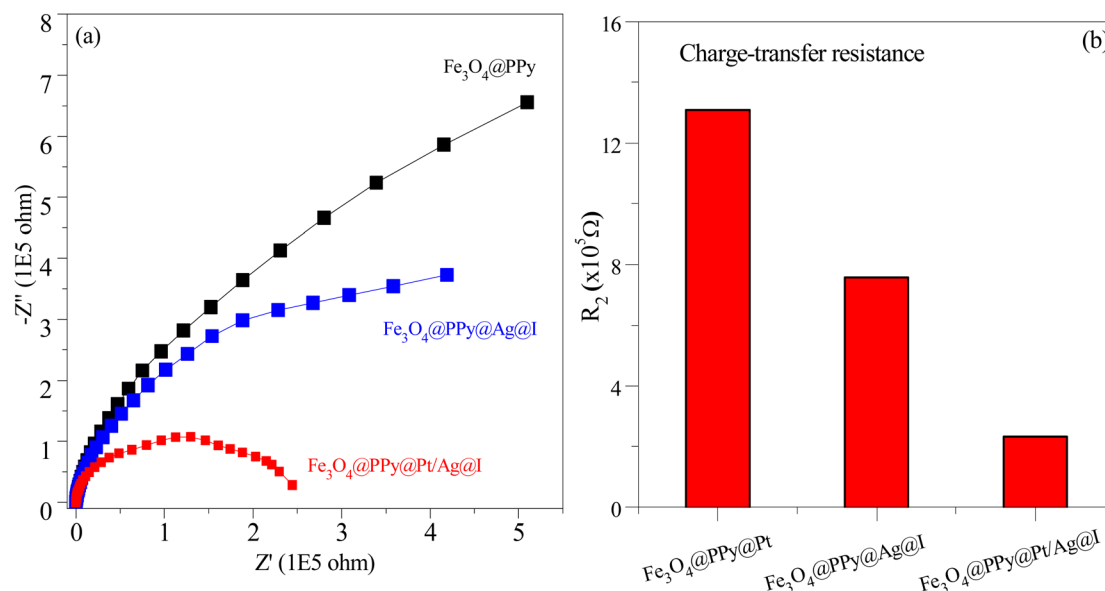 (a)
8
7
6
5
4
3
2
1
0
-Z" (1E5 ohm)
Fe₃O₄@PPy
Fe₃O₄@PPy@Ag@I
Fe₃O₄@PPy@Pt/Ag@I
0 1 2 3 4 5
Z' (1E5 ohm)
(b)
Charge-transfer resistance
16
12
8
4
0
R₂ (x10⁵Ω)
Fe₃O₄@PPy@Pt
Fe₃O₄@PPy@Ag@I
Fe₃O₄@PPy@Pt/Ag@I